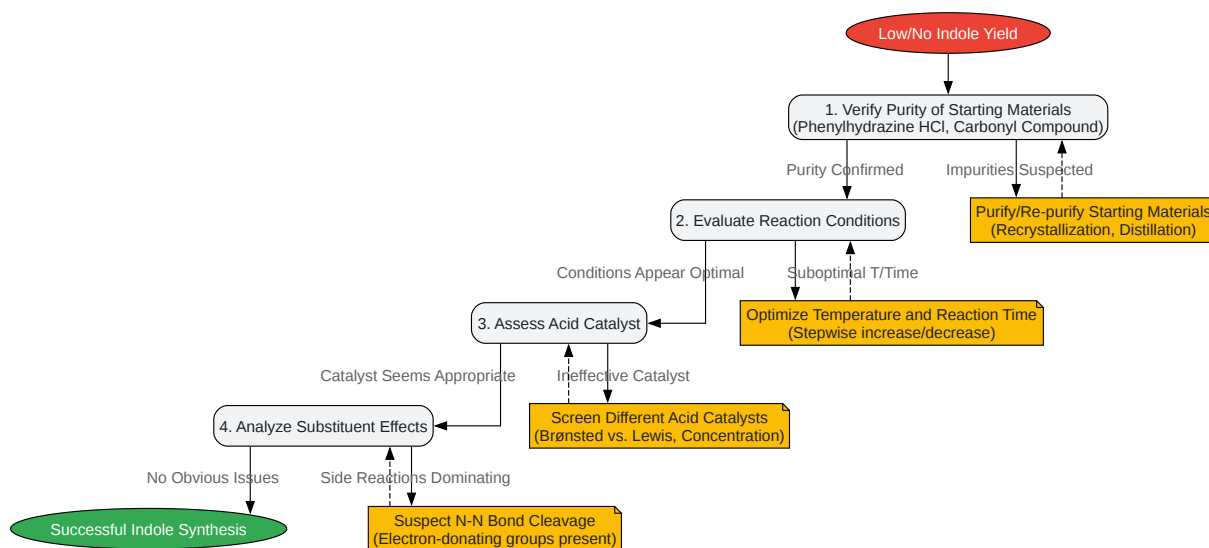 Low/No Indole Yield
1. Verify Purity of Starting Materials
(Phenylhydrazine HCl, Carbonyl Compound)
Purity Confirmed
Impurities Suspected
2. Evaluate Reaction Conditions
Purify/Re-purify Starting Materials
(Recrystallization, Distillation)
Conditions Appear Optimal
Suboptimal T/Time
3. Assess Acid Catalyst
Optimize Temperature and Reaction Time
(Stepwise increase/decrease)
Catalyst Seems Appropriate
Ineffective Catalyst
4. Analyze Substituent Effects
Screen Different Acid Catalysts
(Brønsted vs. Lewis, Concentration)
No Obvious Issues
Side Reactions Dominating
Successful Indole Synthesis
Suspect N-N Bond Cleavage
(Electron-donating groups present)